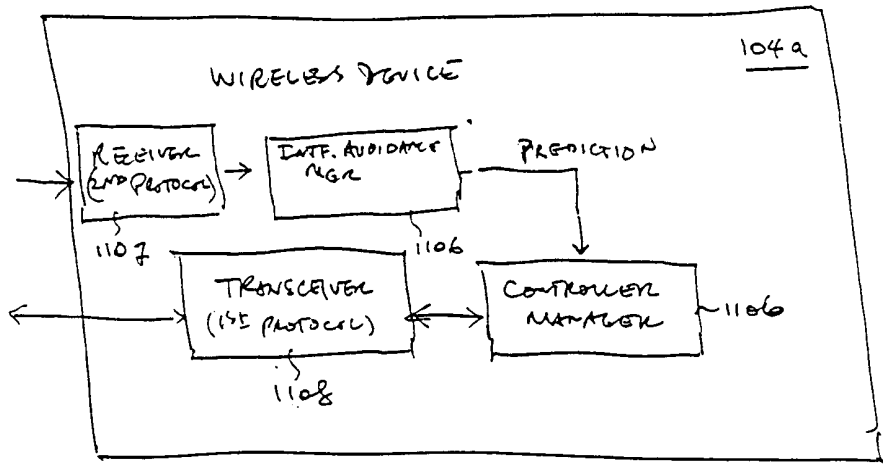 104a
WIRELESS DEVICE
RECEIVER
(2ND PROTOCOL)
INTF. AVOIDANCE
MGR
PREDICTION
1107
1106
TRANSCEIVER
(1ST PROTOCOL)
CONTROLLER
MANAGER
1106
1108